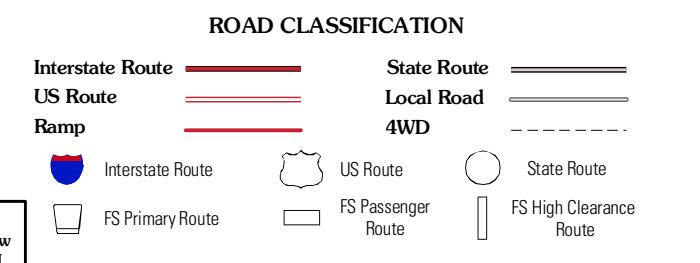 ROAD CLASSIFICATION
Interstate Route
State Route
US Route
Local Road
Ramp
4WD
Interstate Route
US Route
State Route
FS Primary Route
FS Passenger
Route
FS High Clearance
Route